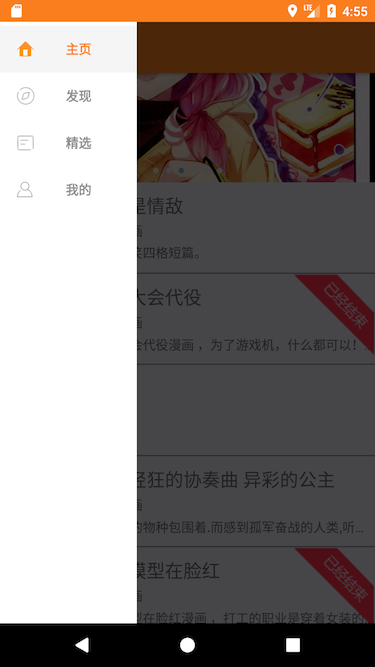 LTE 4:55
主页
发现
精选
我的
是情敌
画
笑四格短篇。
已经结束
大会代役
画
会代役漫画 ，为了游戏机，什么都可以！
轻狂的协奏曲 异彩的公主
画
的物种包围着.而感到孤军奋战的人类,听...
已经结束
模型在脸红
画
型在脸红漫画 ，打工的职业是穿着女装的